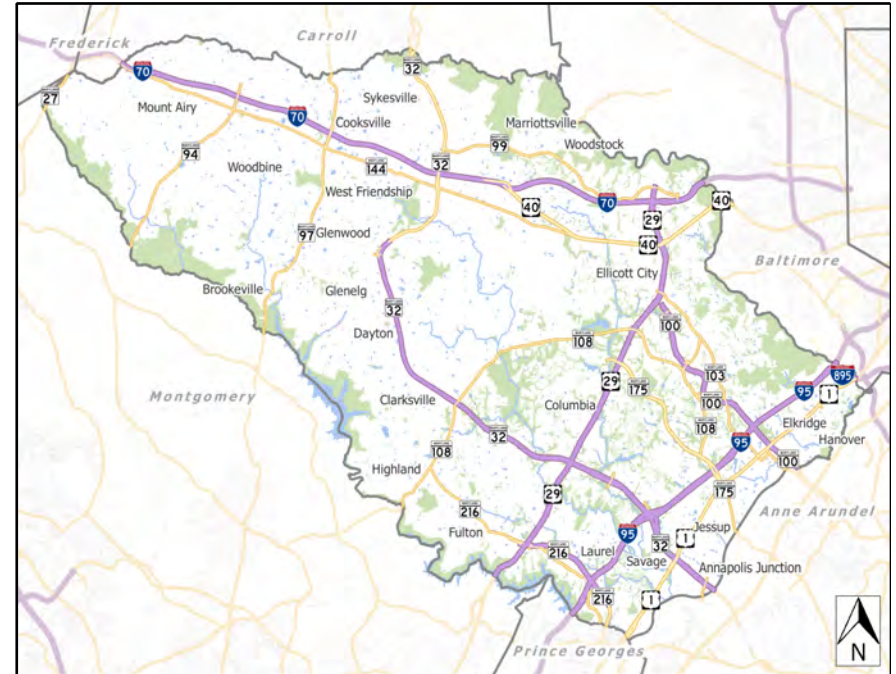 Carroll
Frederick
32
70
27
Sykesville
Mount Airy
70
Cooksville
Marriottsville
99
Woodstock
94
32
Woodbine
144
West Friendship
70
40
40
29
97
Glenwood
40
Baltimore
Ellicott City
Brookeville
Glenelg
32
100
Dayton
108
103
895
29
95
Montgomery
175
1
Clarksville
Columbia
100
Elkridge
108
32
95
Hanover
108
100
Highland
29
175
Anne Arundel
216
Jessup
Fulton
95
1
216
Laurel
32
Savage
Annapolis Junction
216
1
Prince Georges
N